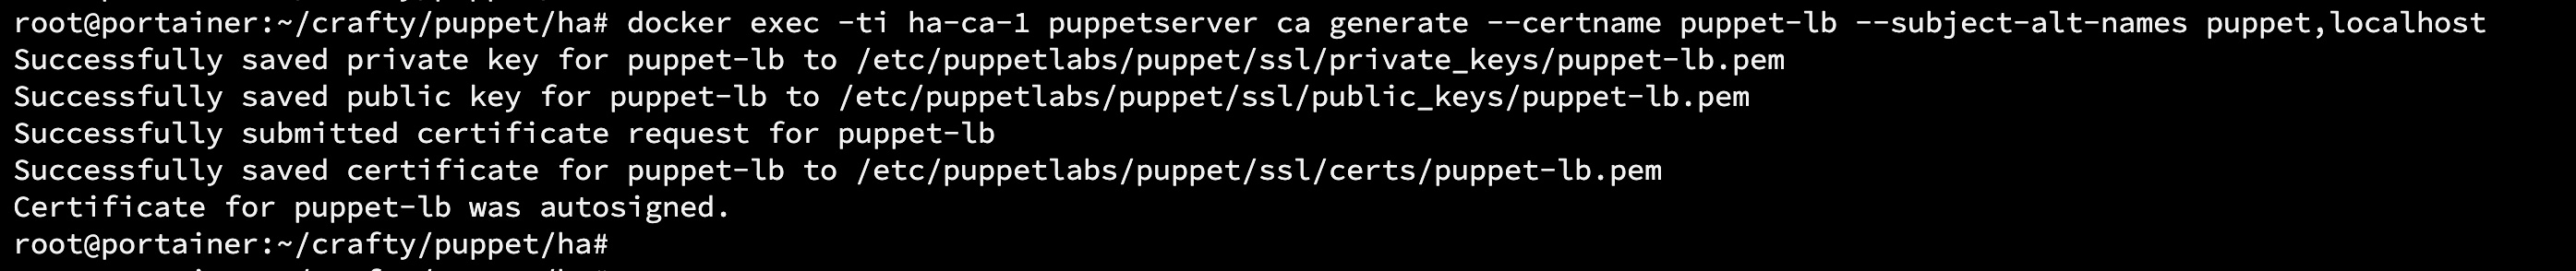 root@portainer:~/crafty/puppet/ha# docker exec -ti ha-ca-1 puppetserver ca generate --certname puppet-lb --subject-alt-names puppet,localhost
Successfully saved private key for puppet-lb to /etc/puppetlabs/puppet/ssl/private_keys/puppet-lb.pem
Successfully saved public key for puppet-lb to /etc/puppetlabs/puppet/ssl/public_keys/puppet-lb.pem
Successfully submitted certificate request for puppet-lb
Successfully saved certificate for puppet-lb to /etc/puppetlabs/puppet/ssl/certs/puppet-lb.pem
Certificate for puppet-lb was autosigned.
root@portainer:~/crafty/puppet/ha#